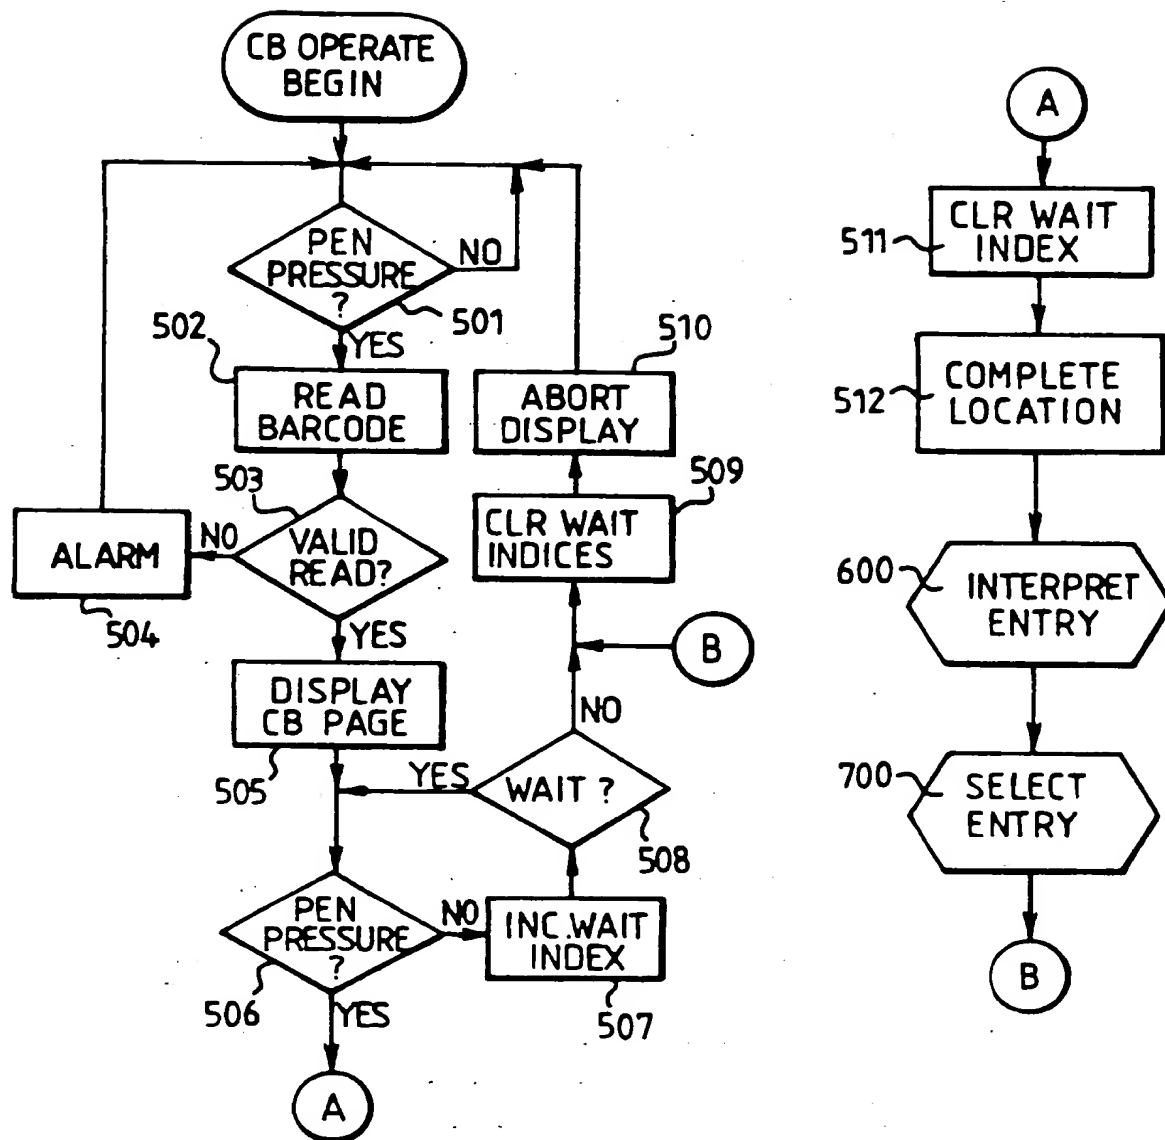 CB OPERATE
BEGIN
PEN
PRESSURE
?
NO
501
YES
502
READ
BARCODE
503
VALID
READ?
NO
ALARM
504
YES
DISPLAY
CB PAGE
505
PEN
PRESSURE
?
506
NO
YES
A
510
ABORT
DISPLAY
509
CLR WAIT
INDICES
B
NO
WAIT ?
YES
508
INC.WAIT
INDEX
507
A
511
CLR WAIT
INDEX
512
COMPLETE
LOCATION
600
INTERPRET
ENTRY
700
SELECT
ENTRY
B